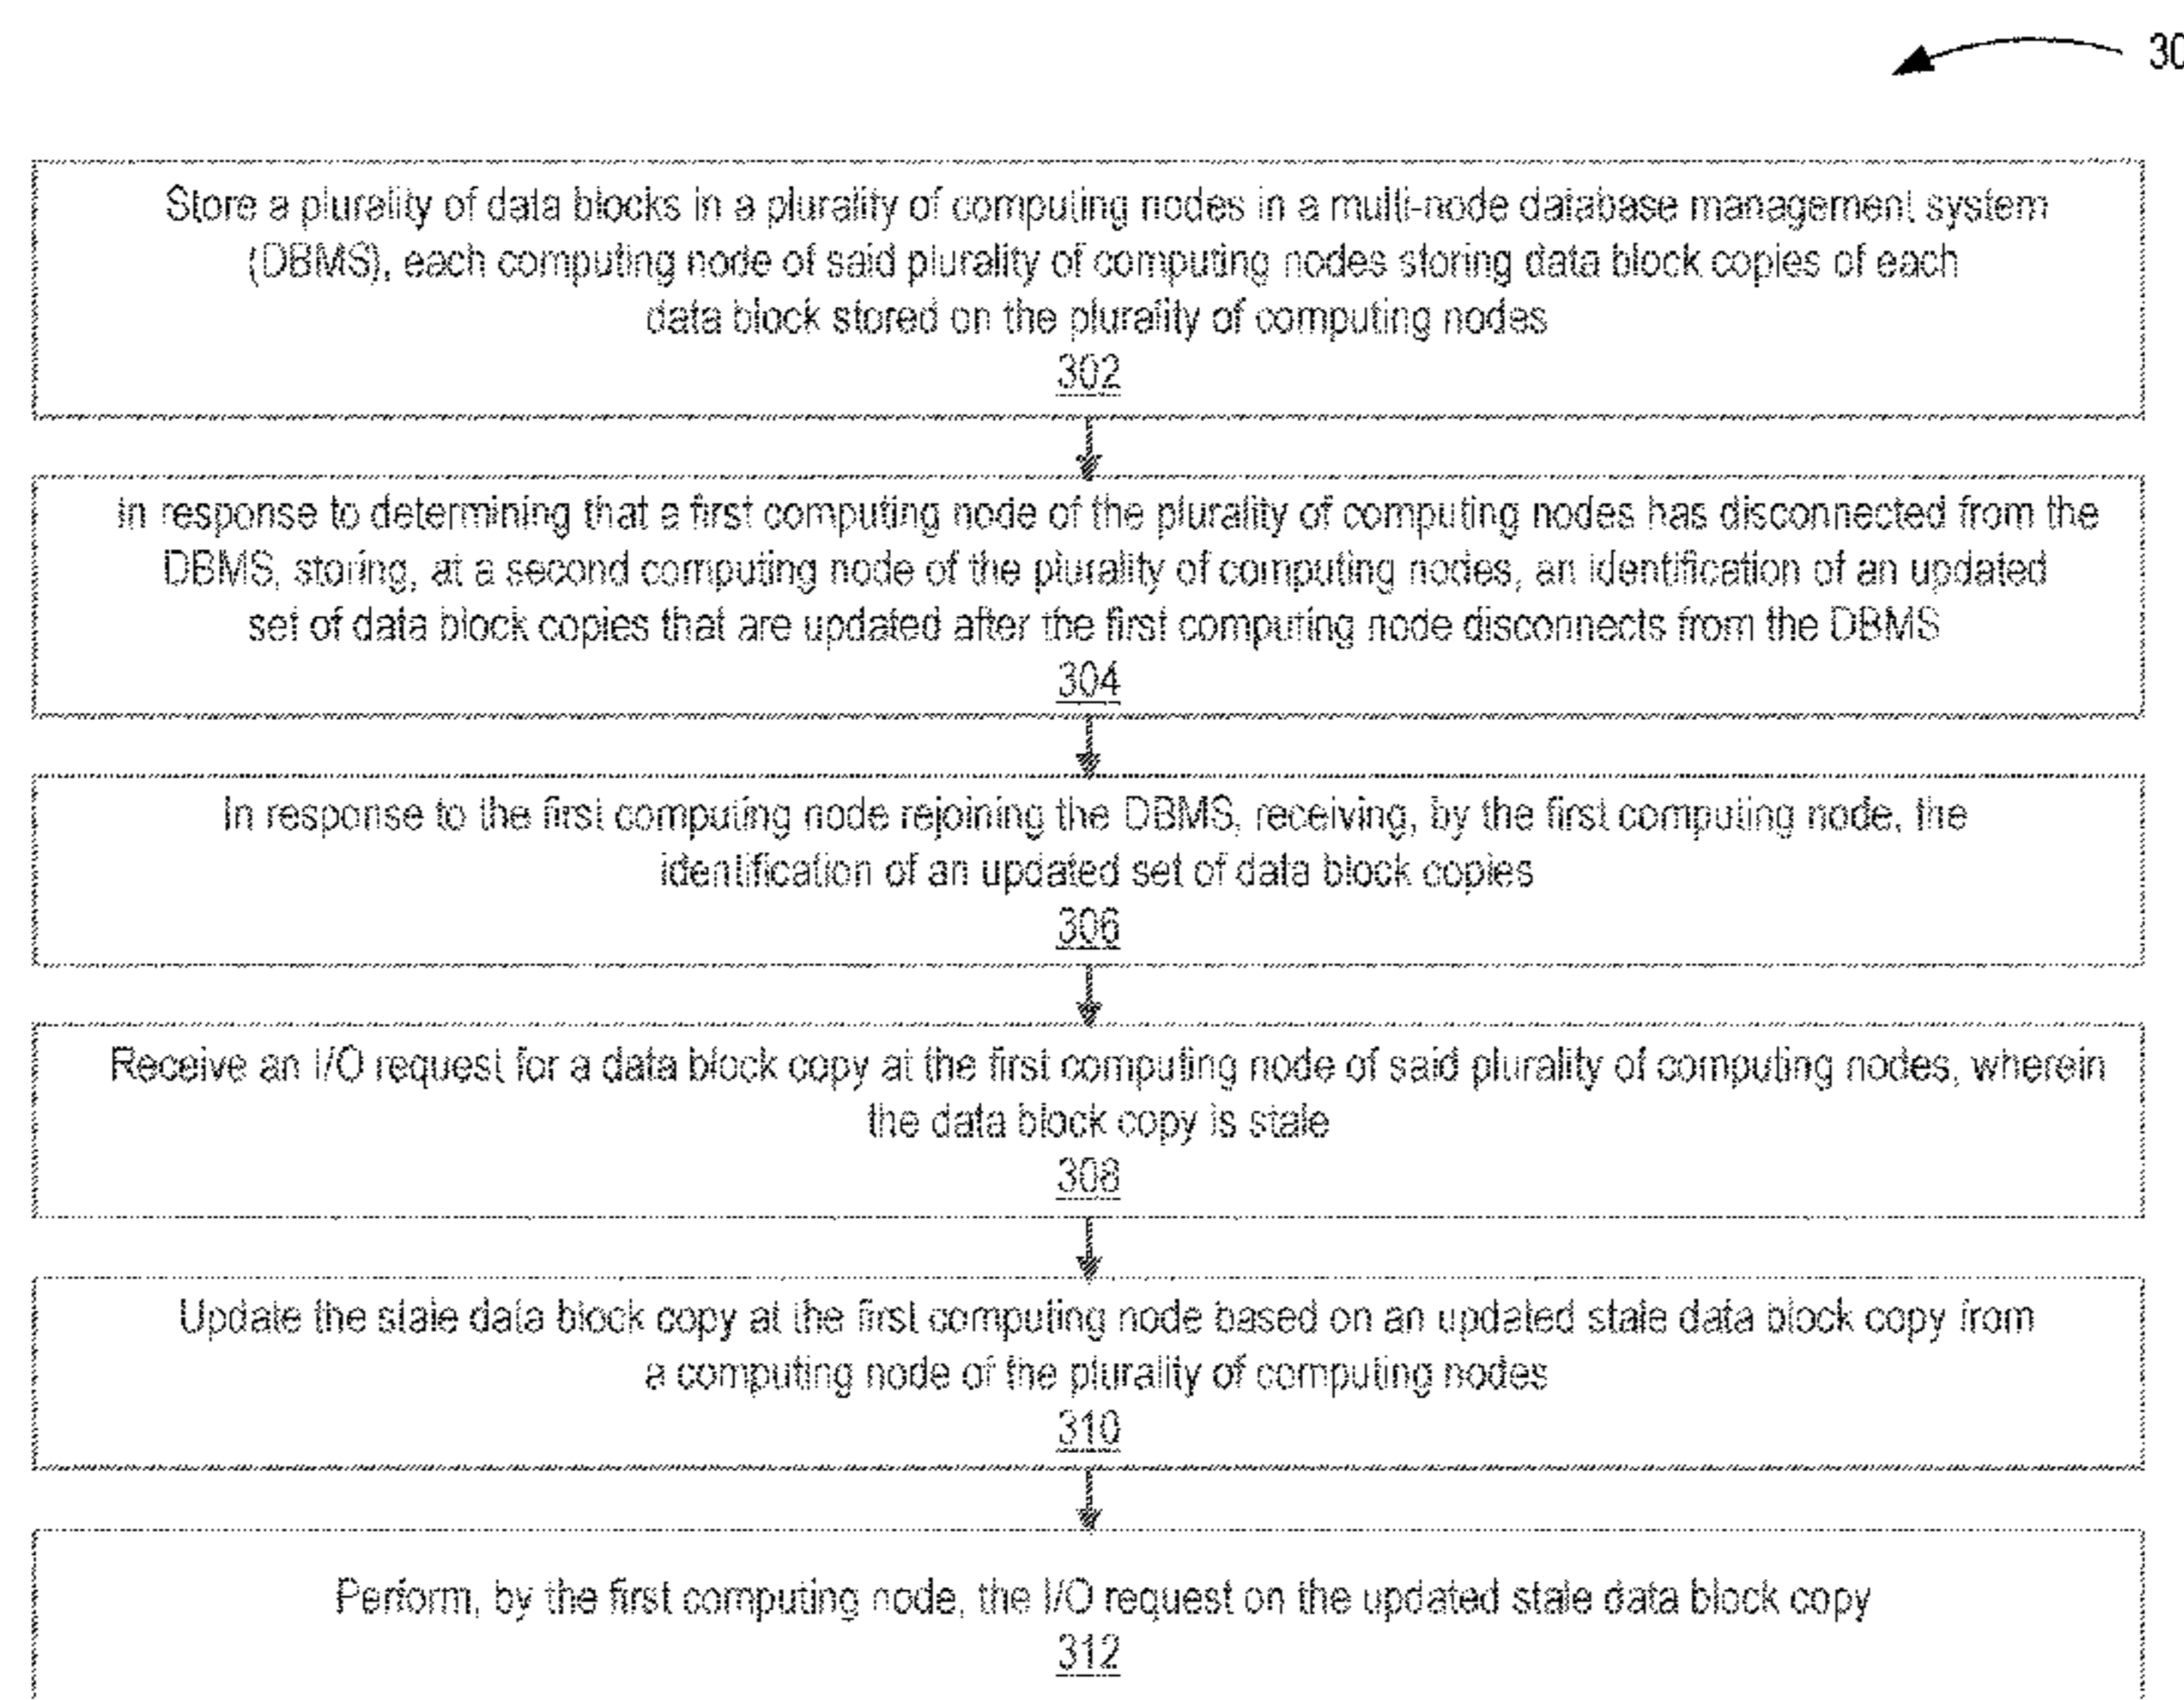 30
Store a plurality of data blocks in a plurality of computing nodes in a multi-node database management system
(DBMS), each computing node of said plurality of computing nodes storing data block copies of each
data block stored on the plurality of computing nodes
302
In response to determining that a first computing node of the plurality of computing nodes has disconnected from the
DBMS, storing, at a second computing node of the plurality of computing nodes, an identification of an updated
set of data block copies that are updated after the first computing node disconnects from the DBMS
304
In response to the first computing node rejoining the DBMS, receiving, by the first computing node, the
identification of an updated set of data block copies
306
Receive an I/O request for a data block copy at the first computing node of said plurality of computing nodes, wherein
the data block copy is stale
308
Update the stale data block copy at the first computing node based on an updated stale data block copy from
a computing node of the plurality of computing nodes
310
Perform, by the first computing node, the I/O request on the updated stale data block copy
312